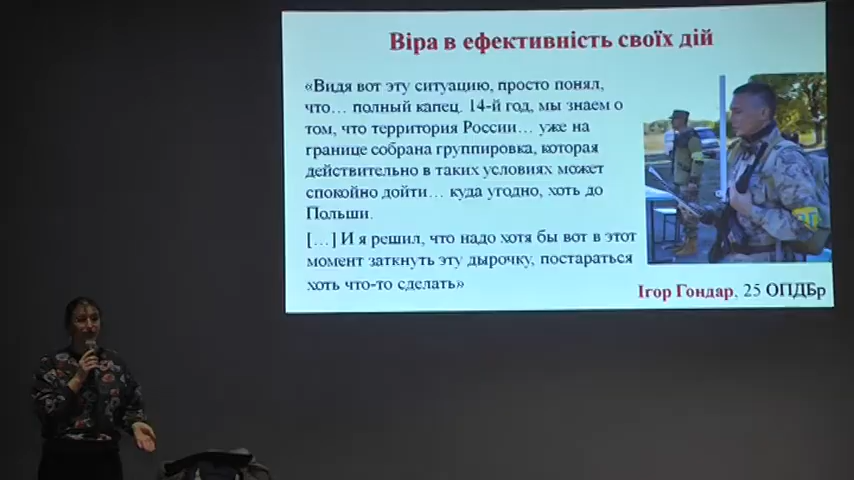 Віра в ефективність своїх дій
«Видя вот эту ситуацию, просто понял,
что… полный капец. 14-й год, мы знаем о
том, что территория России… уже на
границе собрана группировка, которая
действительно в таких условиях может
спокойно дойти… куда угодно, хоть до
Польши.
[…] И я решил, что надо хотя бы вот в этот
момент заткнуть эту дырочку, постараться
хоть что-то сделать»
Ігор Гондар, 25 ОПДБр